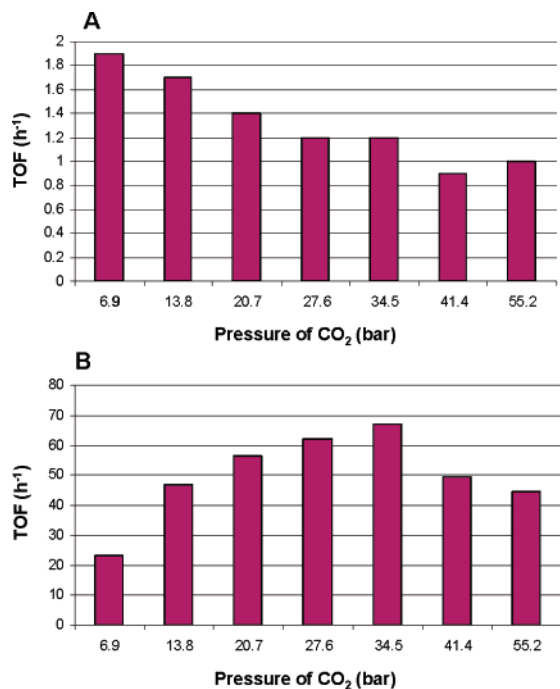 A
2
1.8
1.6
1.4
1.2
1
0.8
0.6
0.4
0.2
0
TOF (h⁻¹)
6.9 13.8 20.7 27.6 34.5 41.4 55.2
Pressure of CO₂ (bar)
B
80
70
60
50
40
30
20
10
0
TOF (h⁻¹)
6.9 13.8 20.7 27.6 34.5 41.4 55.2
Pressure of CO₂ (bar)